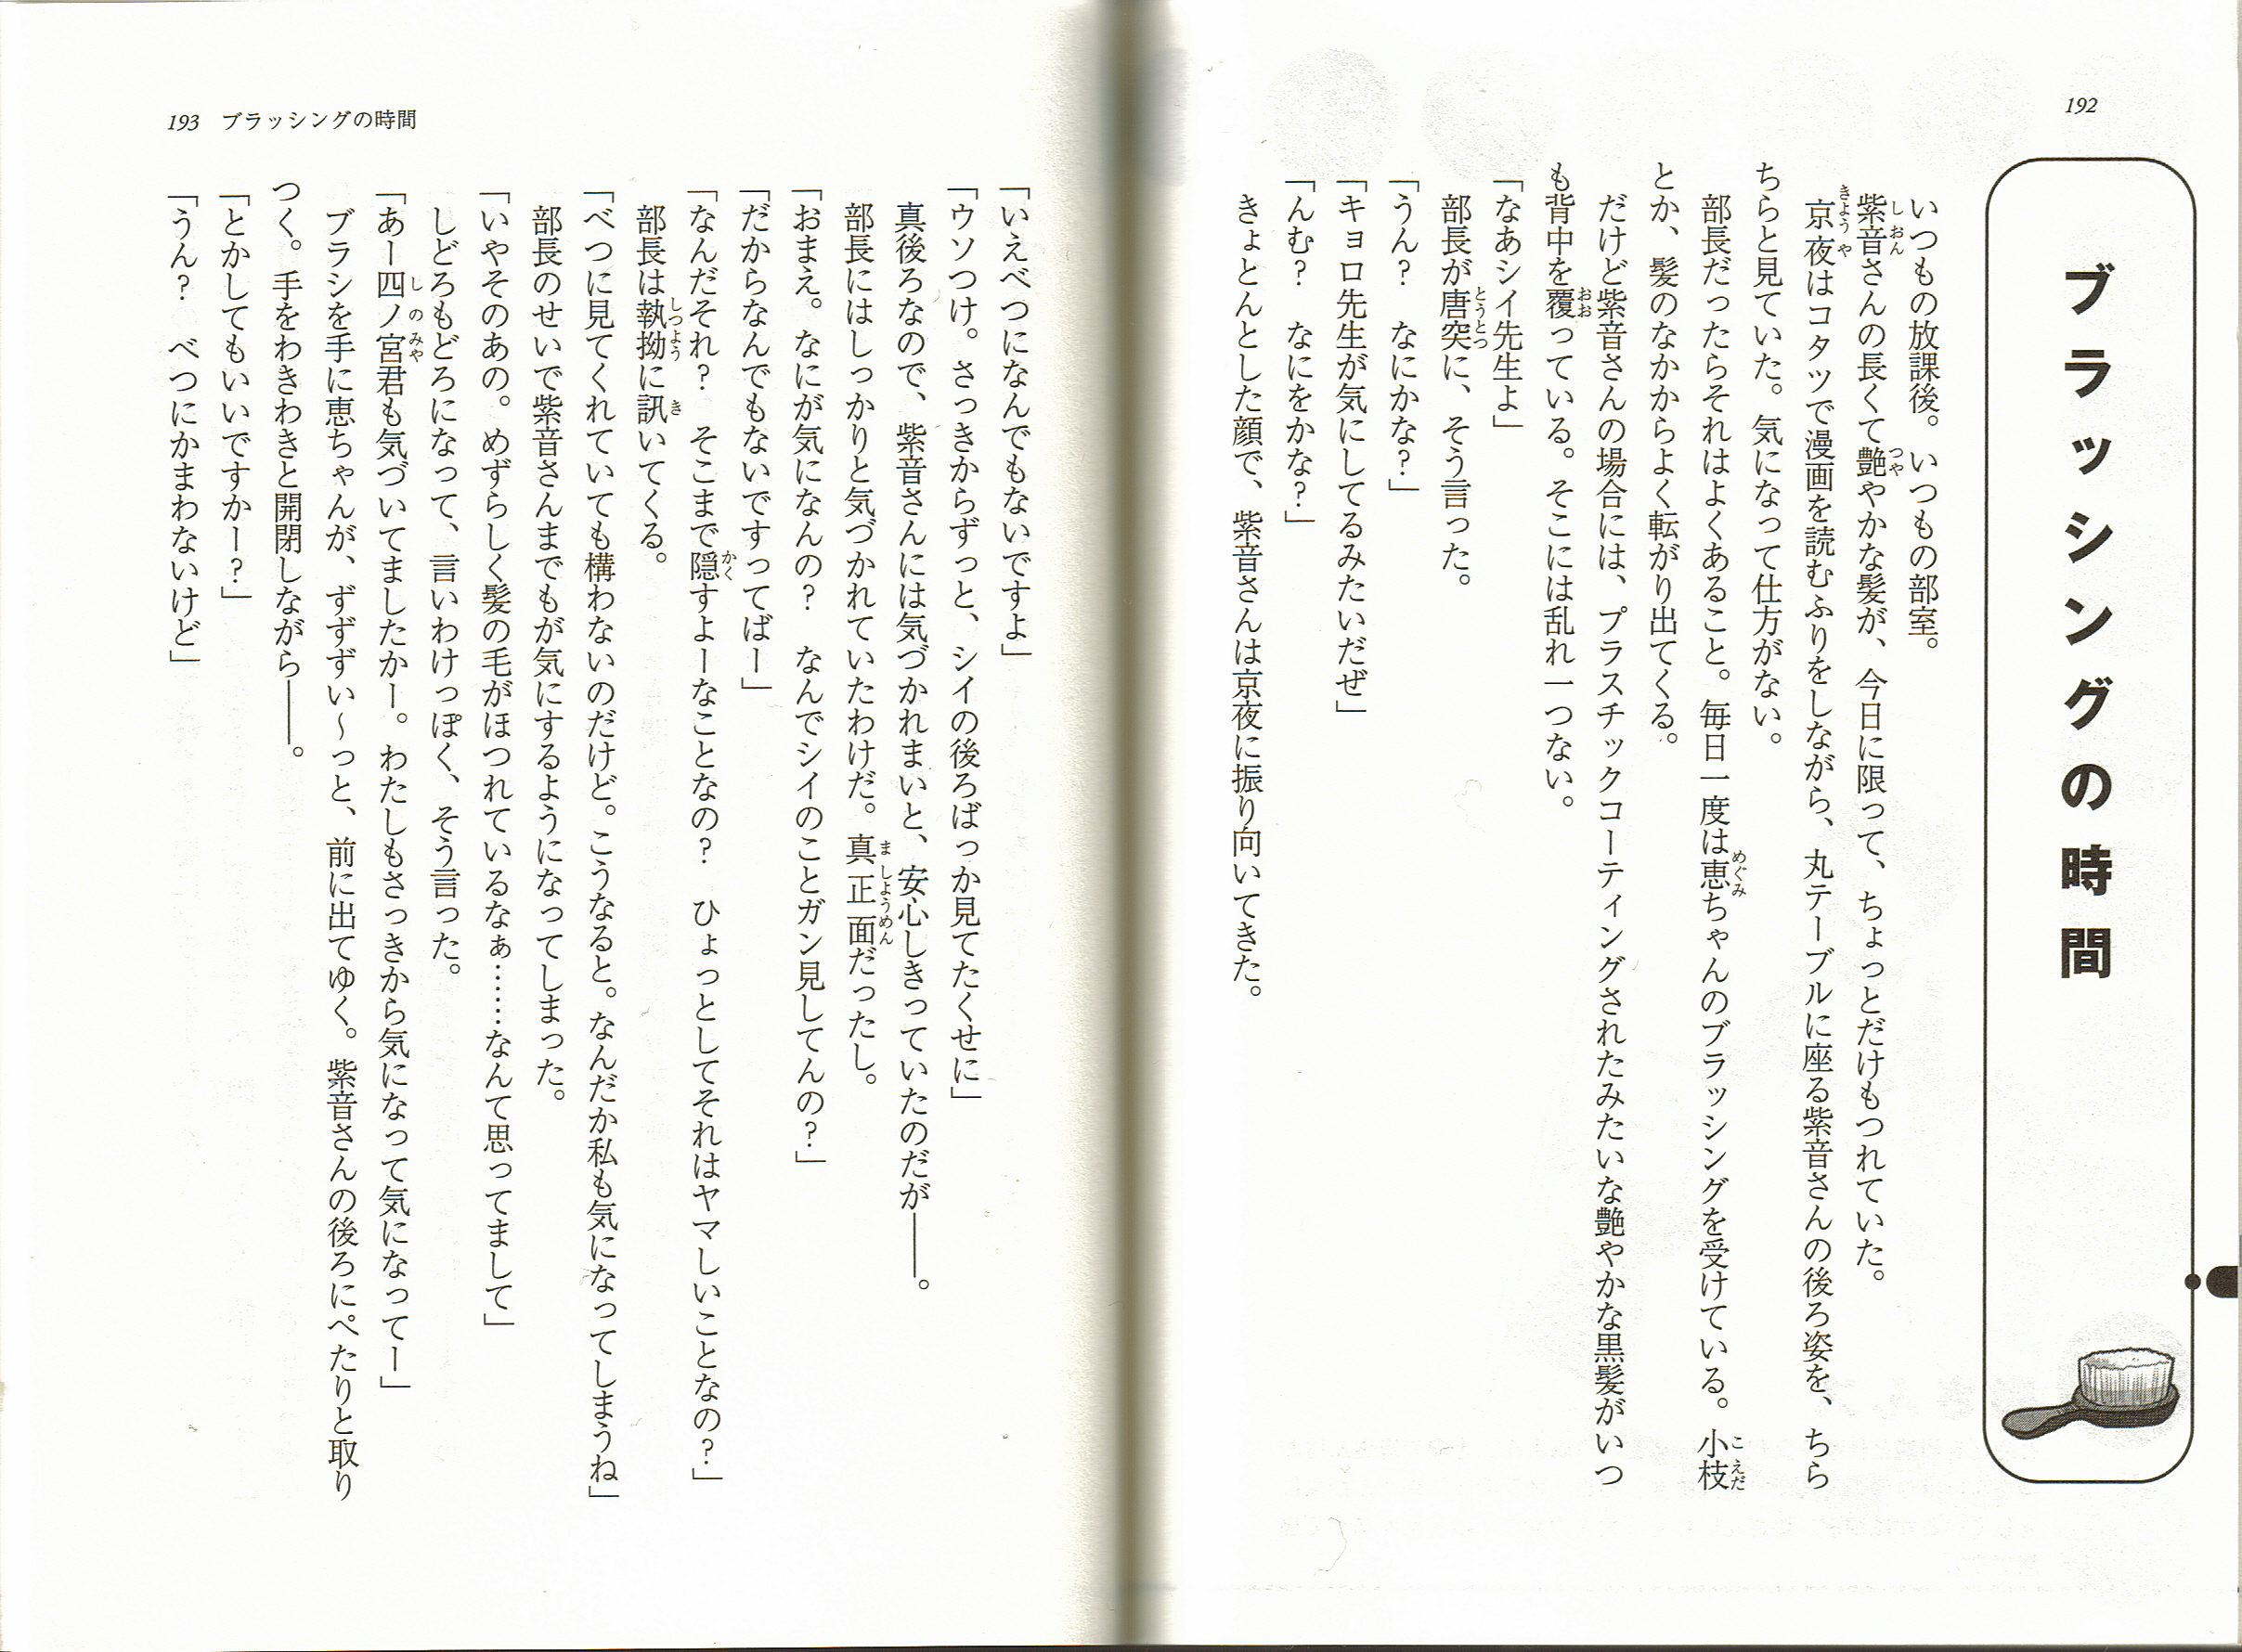 192
ブラッシングの時間
いつもの放課後。いつもの部室。
紫音さんの長くて艶やかな髪が、今日に限って、ちょっとだけもつれていた。
京夜はコタツで漫画を読むふりをしながら、丸テーブルに座る紫音さんの後ろ姿を、ちら
ちらと見ていた。気になって仕方がない。
部長だったらそれはよくあること。毎日一度は恵ちゃんのブラッシングを受けている。小枝
とか、髪のなかからよく転がり出てくる。
だけど紫音さんの場合には、プラスチックコーティングされたみたいな艶やかな黒髪がいつ
も背中を覆っている。そこには乱れ一つない。
「なあシイ先生よ」
部長が唐突に、そう言った。
「うん？　なにかな？」
「キョロ先生が気にしてるみたいだぜ」
「んむ？　なにをかな？」
きょとんとした顔で、紫音さんは京夜に振り向いてきた。
193 ブラッシングの時間
「いえべつになんでもないですよ」
「ウソつけ。さっきからずっと、シイの後ろばっか見てたくせに」
真後ろなので、紫音さんには気づかれまいと、安心しきっていたのだが――。
部長にはしっかりと気づかれていたわけだ。真正面だったし。
「おまえ。なにが気になんの？　なんでシイのことガン見してんの？」
「だからなんでもないですってばー」
「なんだそれ？　そこまで隠すよーなことなの？　ひょっとしてそれはヤマしいことなの？」
部長は執拗に訊いてくる。
「べつに見てくれていても構わないのだけど。こうなると。なんだか私も気になってしまうね」
部長のせいで紫音さんまでもが気にするようになってしまった。
「いやそのあの。めずらしく髪の毛がほつれているなぁ……なんて思ってまして」
しどろもどろになって、言いわけっぽく、そう言った。
「あー四ノ宮君も気づいてましたかー。わたしもさっきから気になって気になってー」
ブラシを手に恵ちゃんが、ずずずい～っと、前に出てゆく。紫音さんの後ろにぺたりと取り
つく。手をわきわきと開閉しながら――。
「とかしてもいいですかー？」
「うん？　べつにかまわないけど」